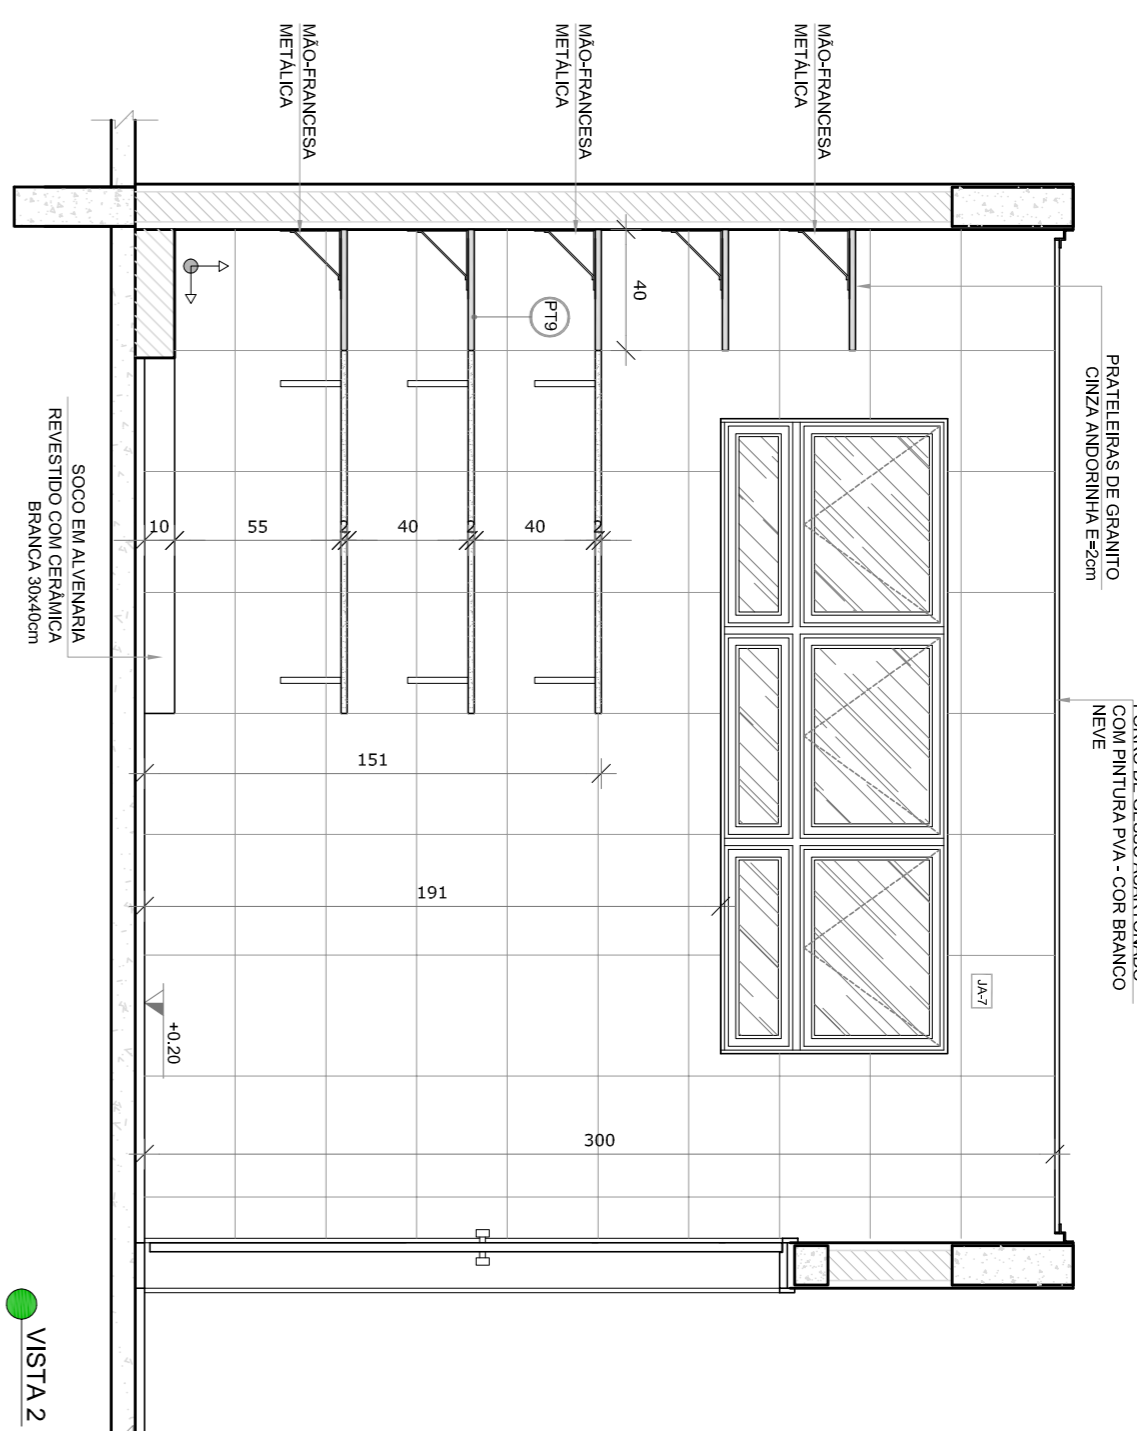 MÃO-FRANCESA
METÁLICA
MÃO-FRANCESA
METÁLICA
MÃO-FRANCESA
METÁLICA
PRATELEIRAS DE GRANITO
CINZA ANDORINHA E=2cm
COM PINTURA PVA - COR BRANCO
NEVE
40
PT9
10
55
2
40
2
40
2
SOCO EM ALVENARIA
REVESTIDO COM CERÂMICA
BRANCA 30x40cm
151
191
JA-7
+0.20
300
VISTA 2